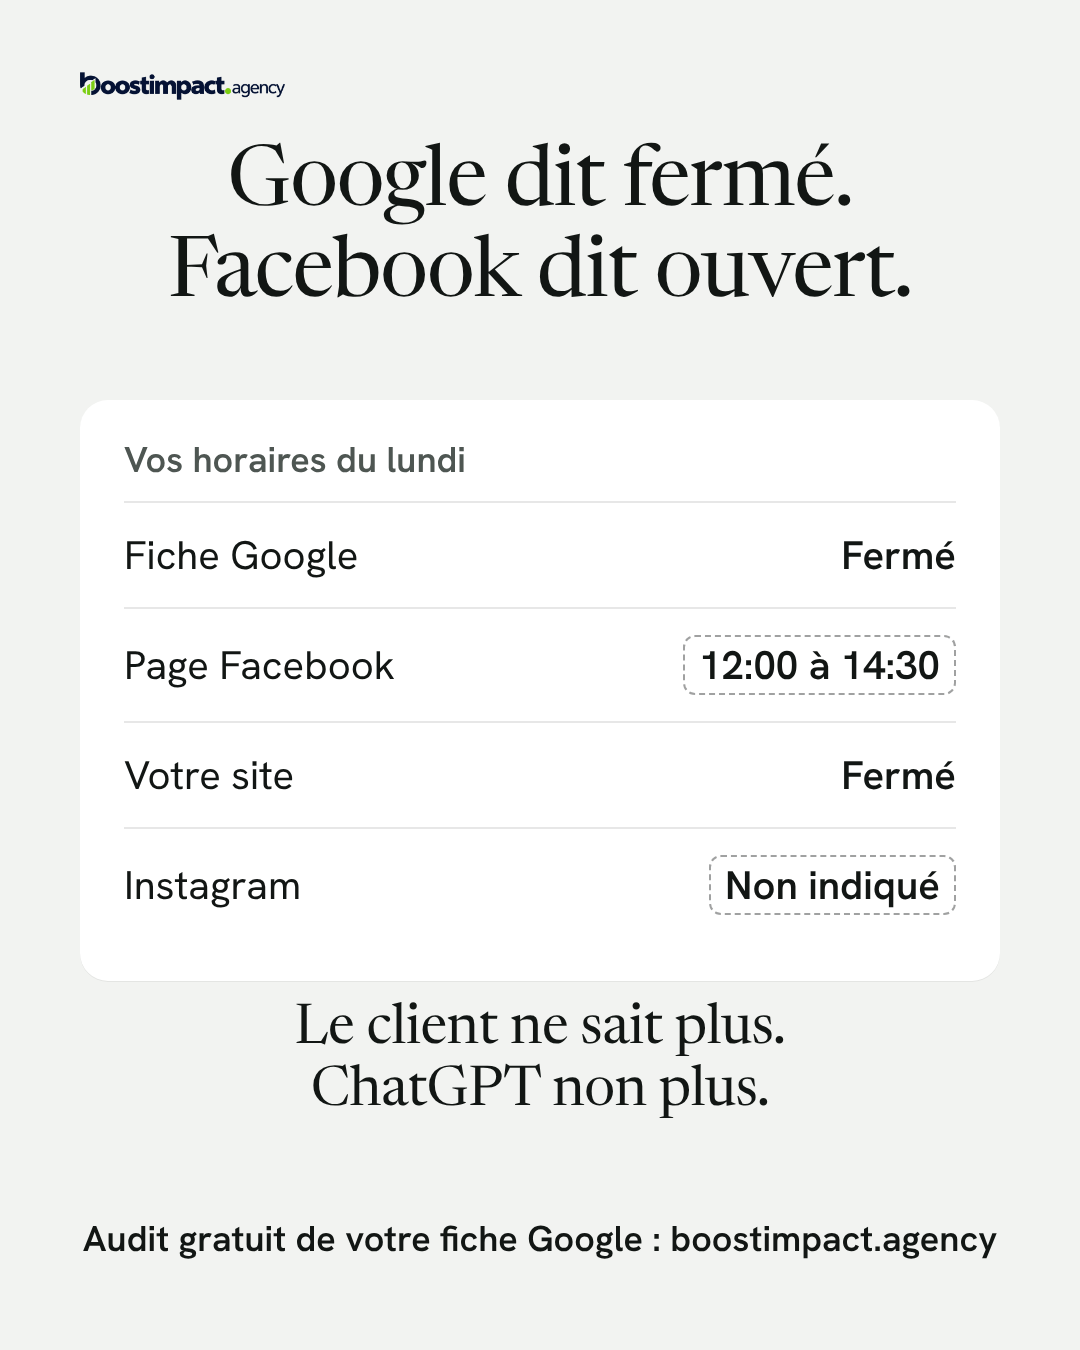 boostimpact.agency
Google dit fermé.
Facebook dit ouvert.
Vos horaires du lundi
Fiche Google Fermé
Page Facebook 12:00 à 14:30
Votre site Fermé
Instagram Non indiqué
Le client ne sait plus.
ChatGPT non plus.
Audit gratuit de votre fiche Google : boostimpact.agency